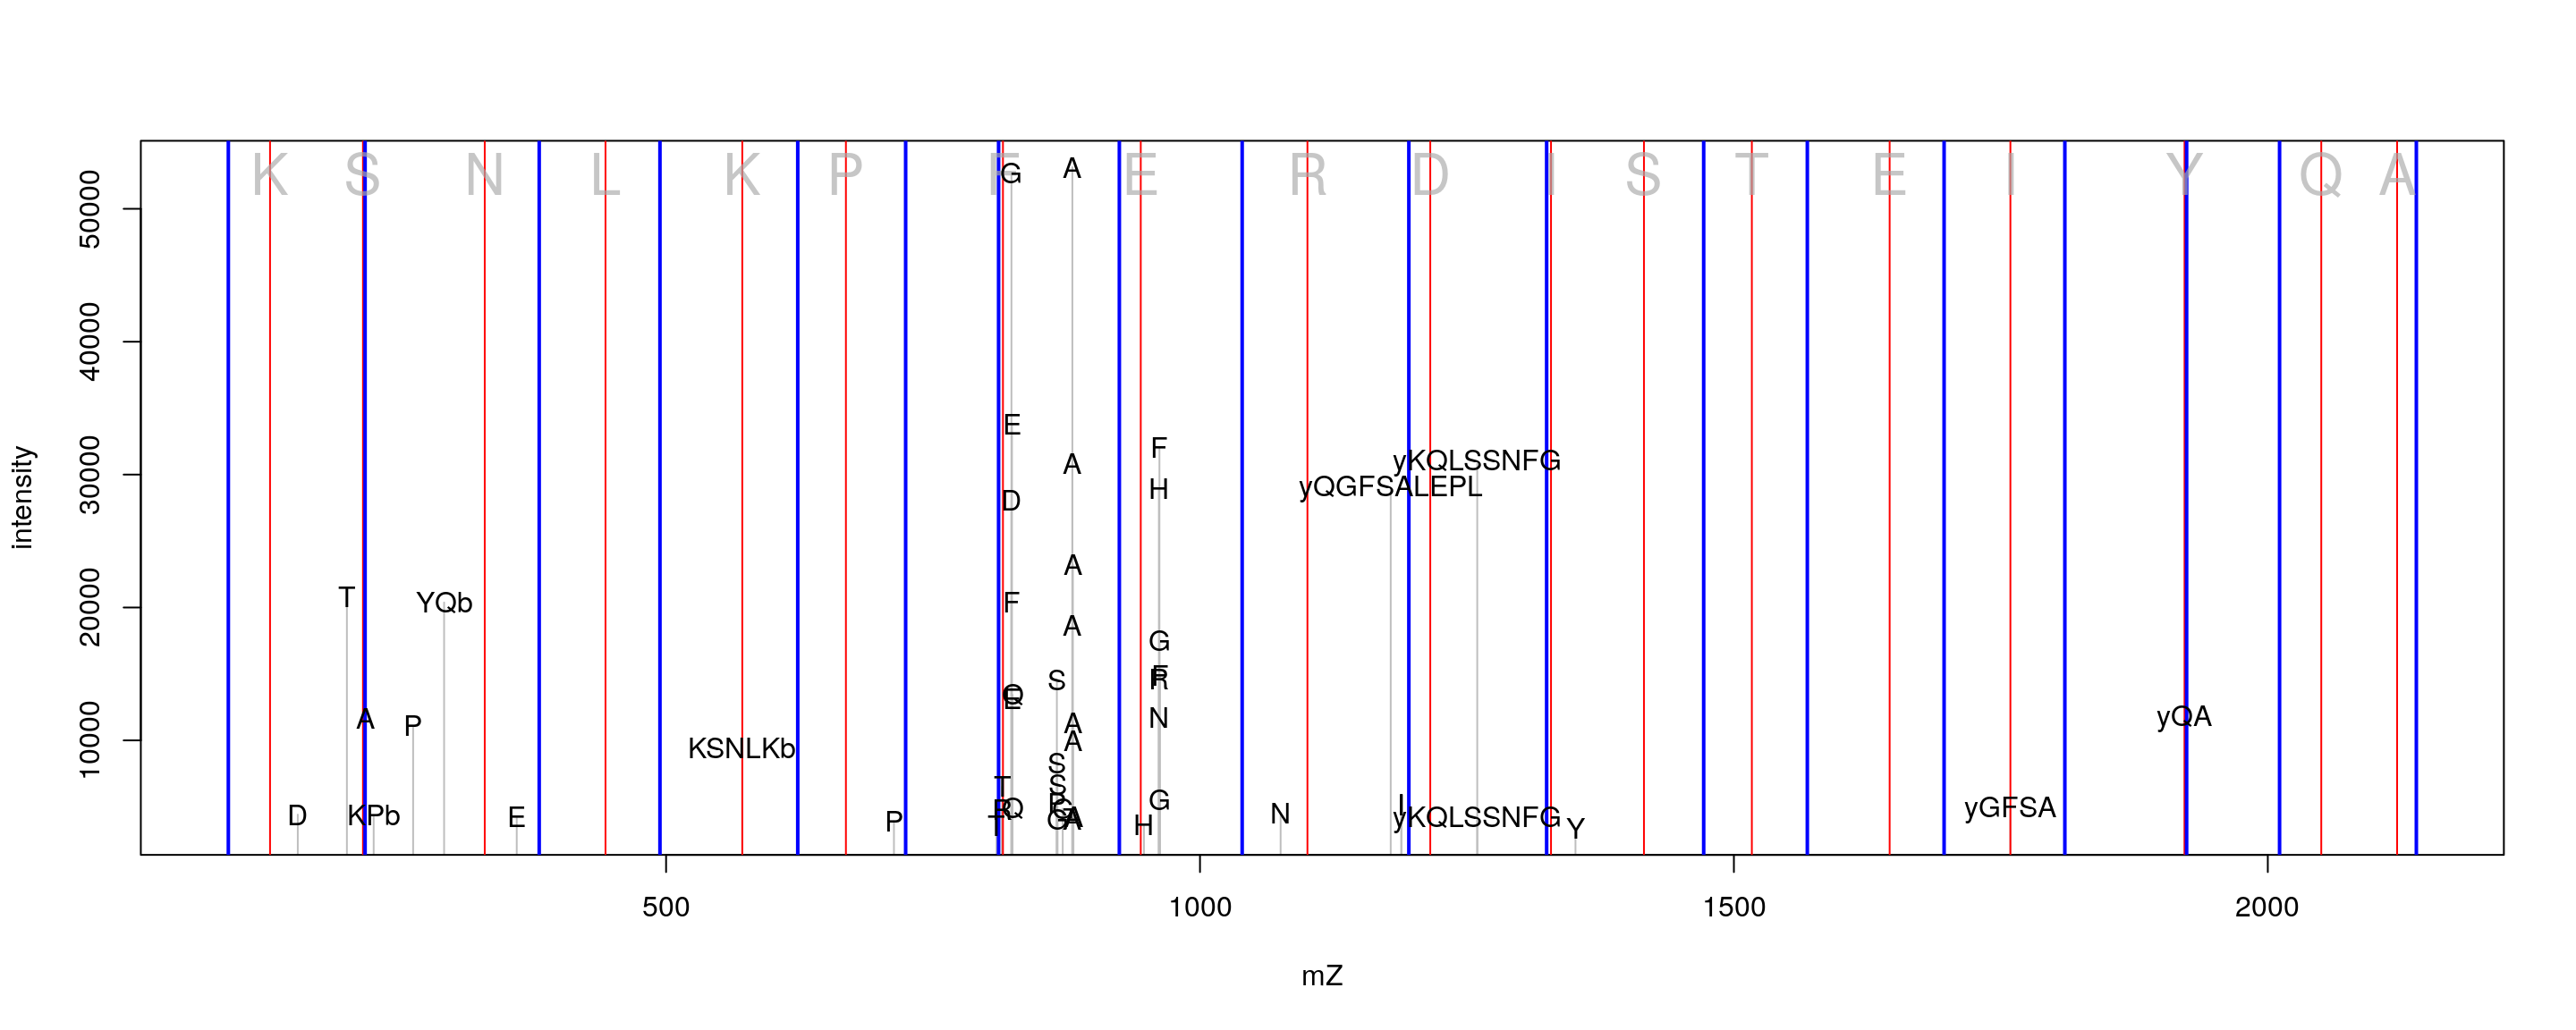 K S N L K P F E R D I S T E I Y Q A
G A
E
F
A
H
D
yKQLSSNFG
yQGFSALEPL
A
T YQb F
A
G
S F R
Q E
N
A P A
yQA
KSNLKb A
S
T S
D KPb E P R Q G A H N I yKQLSSNFG Y yGFSA
10000
20000
30000
40000
50000
intensity
500 1000 1500 2000
mZ